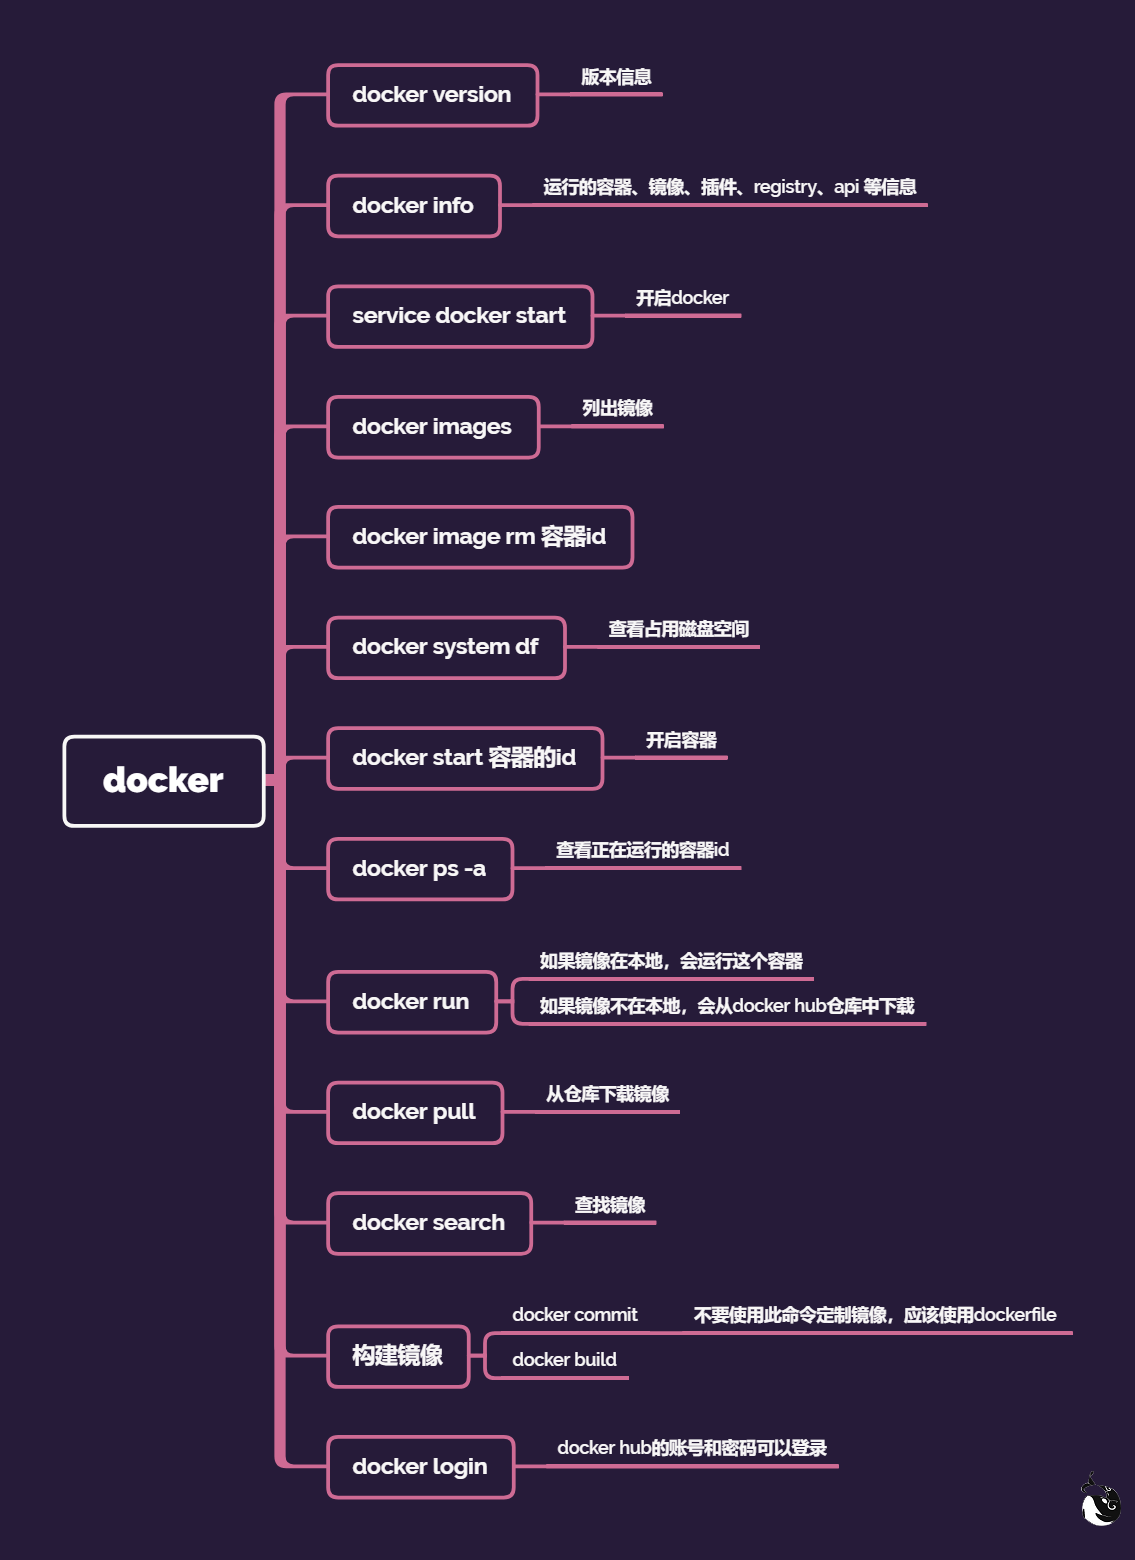 docker
docker version
版本信息
docker info
运行的容器、镜像、插件、registry、api 等信息
service docker start
开启docker
docker images
列出镜像
docker image rm 容器id
docker system df
查看占用磁盘空间
docker start 容器的id
开启容器
docker ps -a
查看正在运行的容器id
docker run
如果镜像在本地，会运行这个容器
如果镜像不在本地，会从docker hub仓库中下载
docker pull
从仓库下载镜像
docker search
查找镜像
构建镜像
docker commit
不要使用此命令定制镜像，应该使用dockerfile
docker build
docker login
docker hub的账号和密码可以登录